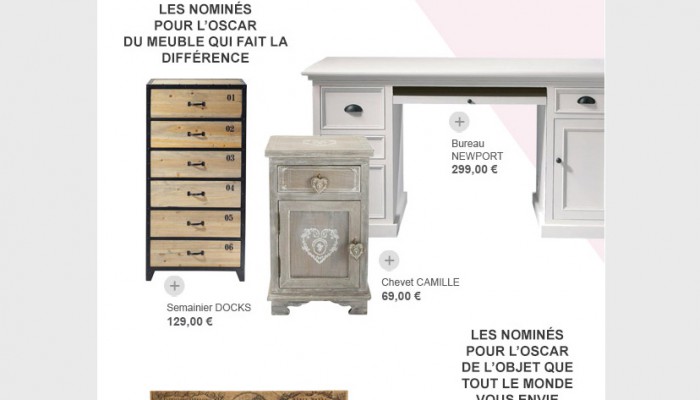 LES NOMINÉS
POUR L'OSCAR
DU MEUBLE QUI FAIT LA
DIFFÉRENCE
01
02
03
04
05
06
Semainier DOCKS
129,00 €
Chevet CAMILLE
69,00 €
Bureau
NEWPORT
299,00 €
LES NOMINÉS
POUR L'OSCAR
DE L'OBJET QUE
TOUT LE MONDE
VOUS ENVIE